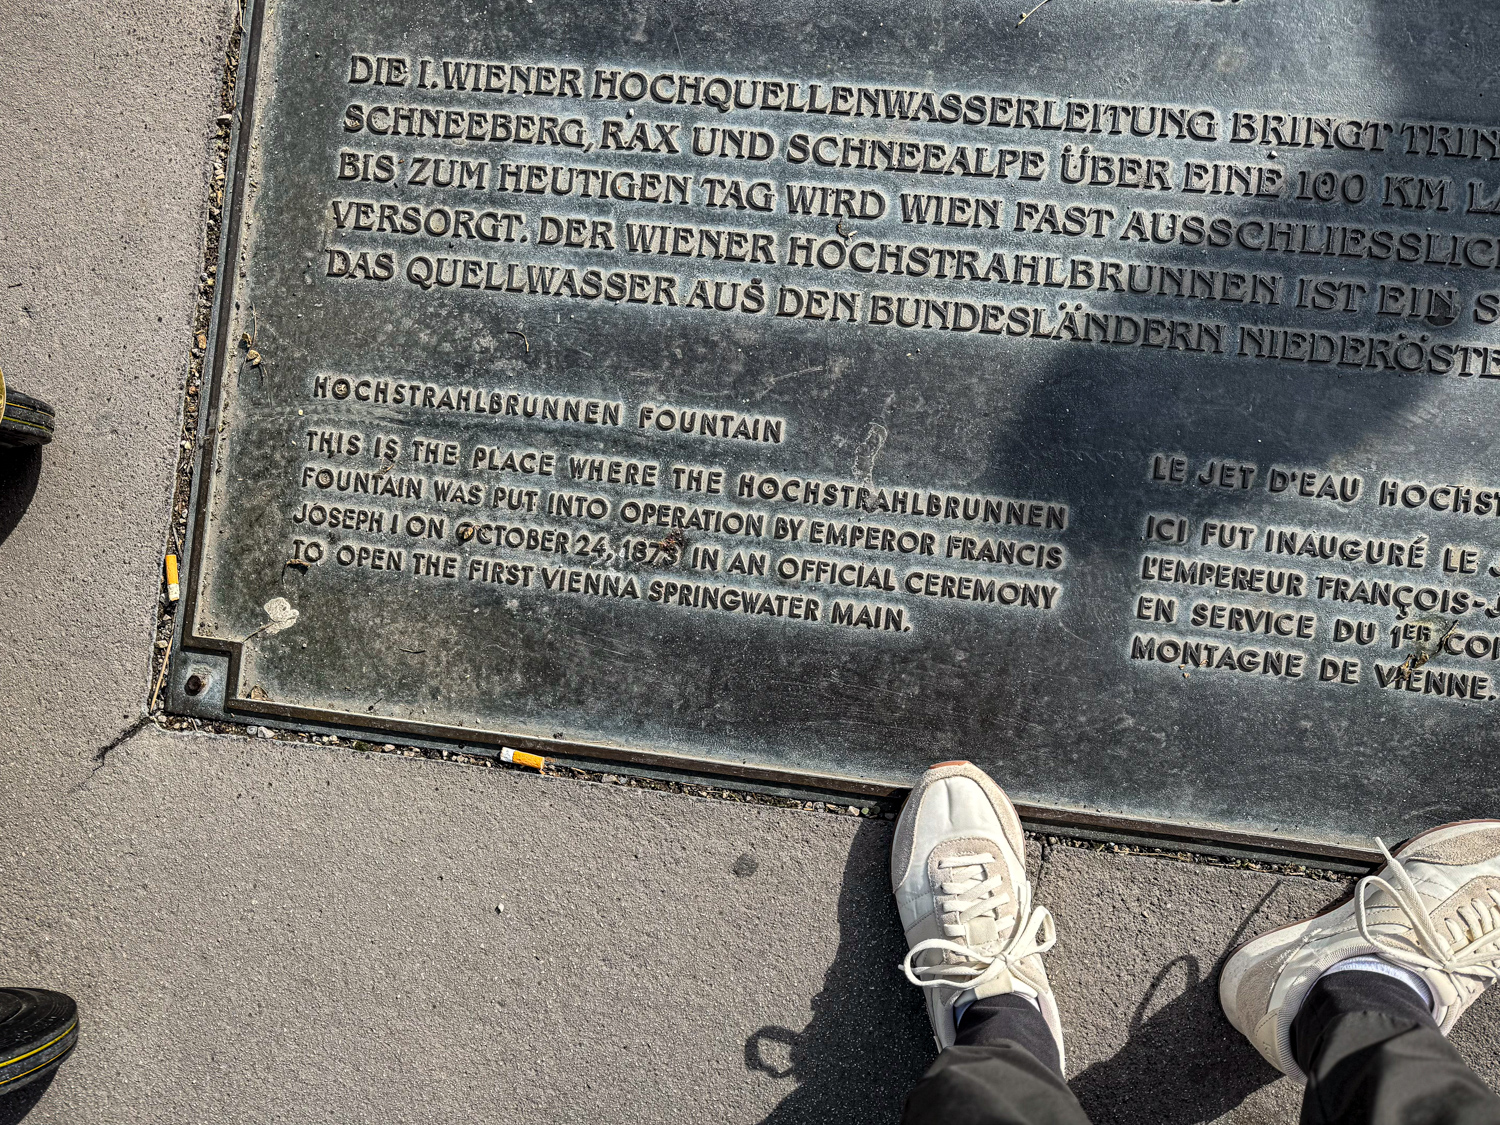 DIE I. WIENER HOCHQUELLENWASSERLEITUNG BRINGT
SCHNEEBERG, RAX UND SCHNEEALPE ÜBER EINE 100 KM
BIS ZUM HEUTIGEN TAG WIRD WIEN FAST
VERSORGT. DER WIENER HOCHSTRAHLBRUNNEN IST EIN
DAS QUELLWASSER AUS DEN BUNDESLÄNDERN
HOCHSTRAHLBRUNNEN FOUNTAIN
THIS IS THE PLACE WHERE THE HOCHSTRAHLBRUNNEN
FOUNTAIN WAS PUT INTO OPERATION BY EMPEROR FRANCIS
JOSEPH I ON OCTOBER 24, 1873 IN AN OFFICIAL CEREMONY
TO OPEN THE FIRST VIENNA SPRINGWATER MAIN.
LE JET D'EAU
ICI FUT INAUGURÉ LE
L'EMPEREUR FRANÇOIS-
EN SERVICE DU 1ER
MONTAGNE DE VIENNE.